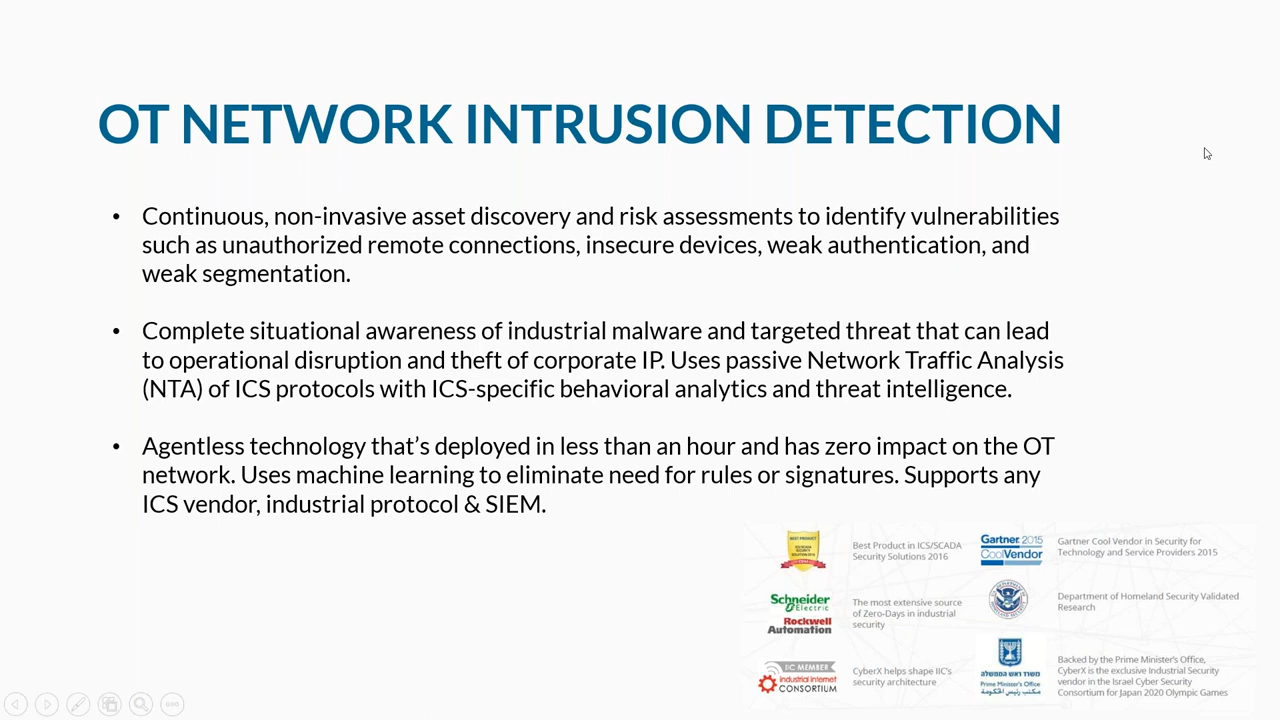 OT NETWORK INTRUSION DETECTION
• Continuous, non-invasive asset discovery and risk assessments to identify vulnerabilities
such as unauthorized remote connections, insecure devices, weak authentication, and
weak segmentation.
• Complete situational awareness of industrial malware and targeted threat that can lead
to operational disruption and theft of corporate IP. Uses passive Network Traffic Analysis
(NTA) of ICS protocols with ICS-specific behavioral analytics and threat intelligence.
• Agentless technology that’s deployed in less than an hour and has zero impact on the OT
network. Uses machine learning to eliminate need for rules or signatures. Supports any
ICS vendor, industrial protocol & SIEM.
BEST PRODUCT
Best Product in ICS/SCADA
Security Solutions 2016
Gartner 2015
CoolVendor
Gartner Cool Vendor in Security for
Technology and Service Providers 2015
Schneider
Electric
Rockwell
Automation
The most extensive source
of Zero-Days in industrial
security
Department of Homeland Security Validated
Research
IIC MEMBER
industrial internet
CONSORTIUM
CyberX helps shape IIC's
security architecture
משרד ראש הממשלה
Prime Minister's Office
مكتب رئيس الحكومة
Backed by the Prime Minister's Office,
CyberX is the exclusive Industrial Security
vendor in the Israel Cyber Security
Consortium for Japan 2020 Olympic Games